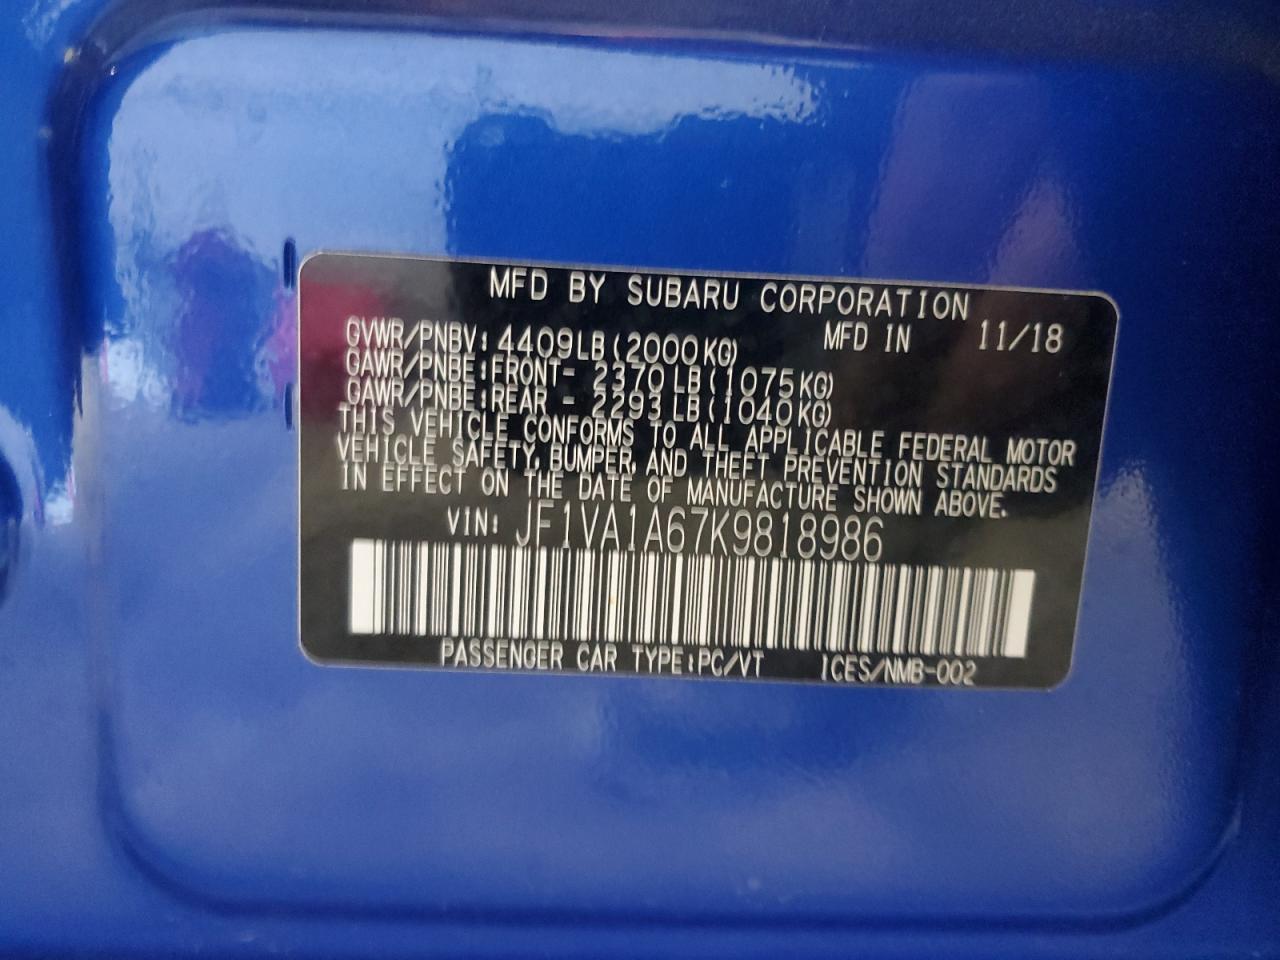 MFD BY SUBARU CORPORATION
GVWR/PNBV: 4409LB(2000KG) MFD IN 11/18
GAWR/PNBE:FRONT- 2370LB(1075KG)
GAWR/PNBE:REAR - 2293LB(1040KG)
THIS VEHICLE CONFORMS TO ALL APPLICABLE FEDERAL MOTOR
VEHICLE SAFETY, BUMPER, AND THEFT PREVENTION STANDARDS
IN EFFECT ON THE DATE OF MANUFACTURE SHOWN ABOVE.
VIN: JF1VA1A67K9818986
PASSENGER CAR TYPE:PC/VT ICES/NMB-002